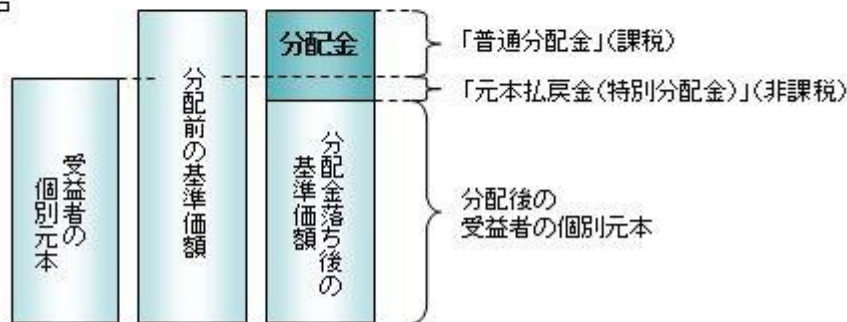 分配金
「普通分配金」(課税)
「元本払戻金(特別分配金)」(非課税)
受益者の
個別元本
分配前の基準価額
分配金落ち後の
基準価額
分配後の
受益者の個別元本